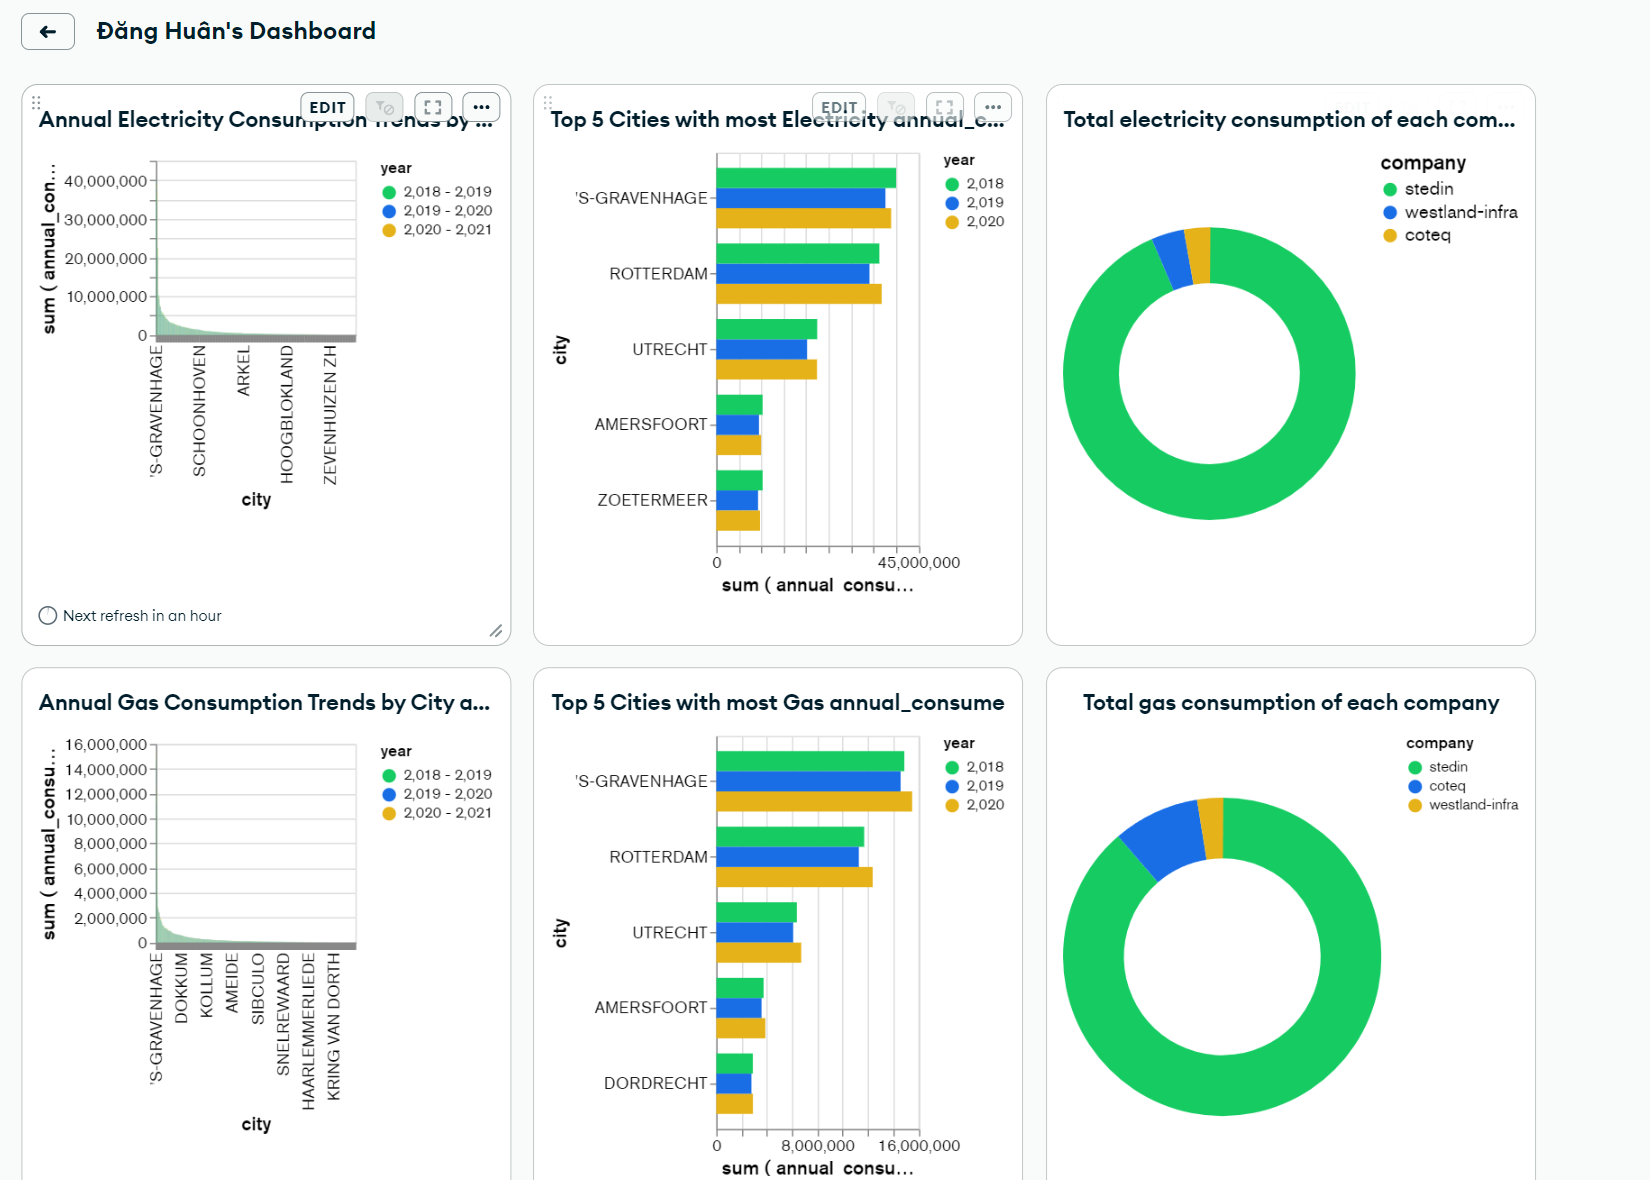 Đăng Huân's Dashboard
EDIT
Annual Electricity Consumption Trends by ...
sum ( annual_con...
40,000,000
30,000,000
20,000,000
10,000,000
0
'S-GRAVENHAGE
SCHOONHOVEN
ARKEL
HOOGBLOKLAND
ZEVENHUIZEN ZH
city
year
2,018 - 2,019
2,019 - 2,020
2,020 - 2,021
Next refresh in an hour
EDIT
Top 5 Cities with most Electricity annual_c...
city
'S-GRAVENHAGE
ROTTERDAM
UTRECHT
AMERSFOORT
ZOETERMEER
0
45,000,000
sum ( annual consu...
year
2,018
2,019
2,020
Total electricity consumption of each com...
company
stedin
westland-infra
coteq
Annual Gas Consumption Trends by City a...
sum ( annual_consu...
16,000,000
14,000,000
12,000,000
10,000,000
8,000,000
6,000,000
4,000,000
2,000,000
0
'S-GRAVENHAGE
DOKKUM
KOLLUM
AMEIDE
SIBCULO
SNELREWAARD
HAARLEMMERLIEDE
KRING VAN DORTH
city
year
2,018 - 2,019
2,019 - 2,020
2,020 - 2,021
Top 5 Cities with most Gas annual_consume
city
'S-GRAVENHAGE
ROTTERDAM
UTRECHT
AMERSFOORT
DORDRECHT
0
8,000,000
16,000,000
sum ( annual consu...
year
2,018
2,019
2,020
Total gas consumption of each company
company
stedin
coteq
westland-infra